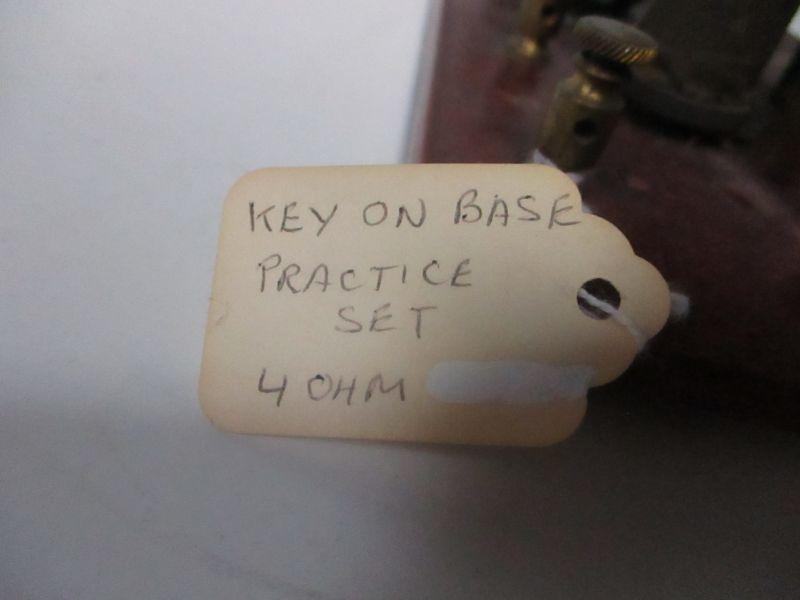 KEY ON BASE
PRACTICE
SET
4 OHM